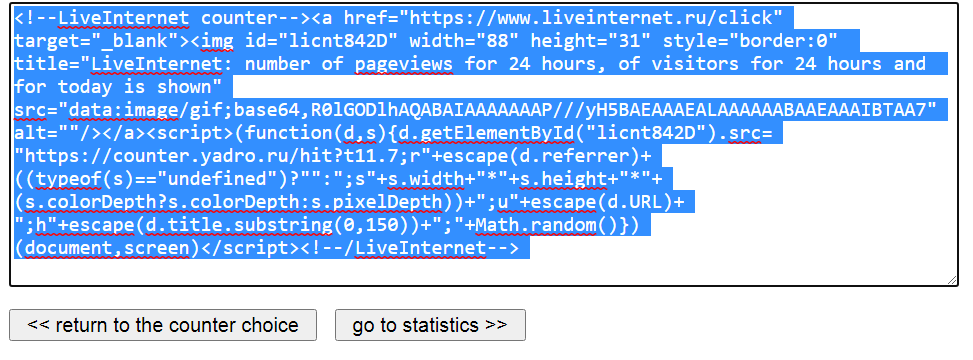 <!--LiveInternet counter--><a href="https://www.liveinternet.ru/click"
target="_blank"><img id="licnt842D" width="88" height="31" style="border:0"
title="LiveInternet: number of pageviews for 24 hours, of visitors for 24 hours and
for today is shown"
src="data:image/gif;base64,R0lGODlhAQABAIAAAAAAAP///yH5BAEAAAEALAAAAAABAAEAAAIBTAA7"
alt=""/></a><script>(function(d,s){d.getElementById("licnt842D").src=
"https://counter.yadro.ru/hit?t11.7;r"+escape(d.referrer)+
((typeof(s)=="undefined")?"":";s"+s.width+"*"+s.height+"*"+
(s.colorDepth?s.colorDepth:s.pixelDepth))+";u"+escape(d.URL)+
";h"+escape(d.title.substring(0,150))+";"+Math.random()})
(document,screen)</script><!--/LiveInternet-->
<< return to the counter choice
go to statistics >>